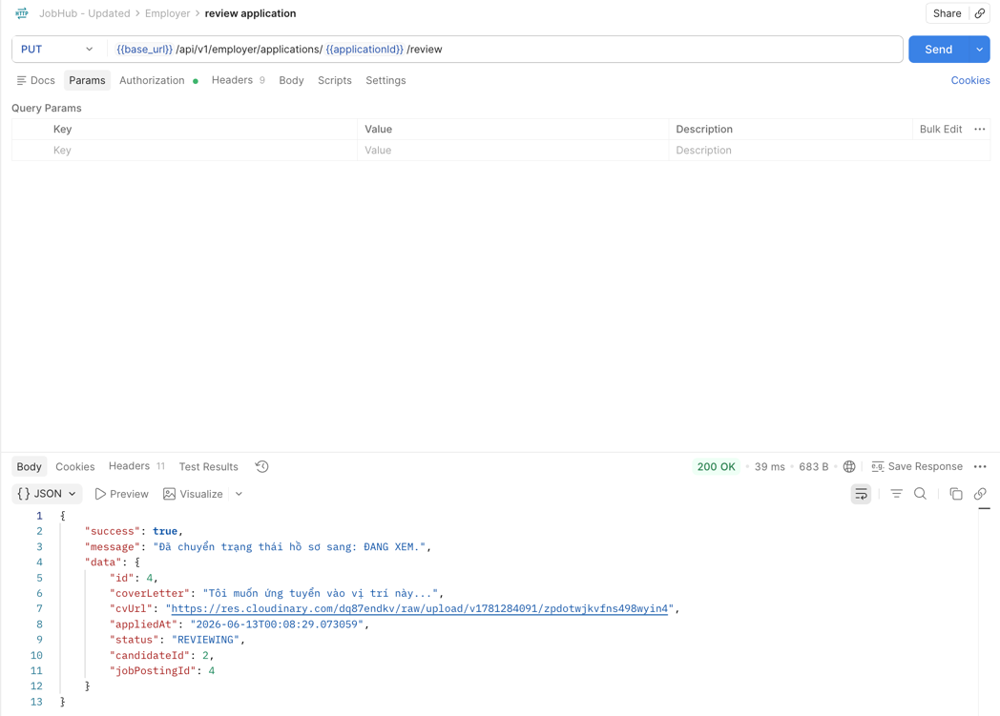 HTTP JobHub - Updated > Employer > review application Share
PUT {{base_url}} /api/v1/employer/applications/ {{applicationId}} /review Send
Docs Params Authorization Headers 9 Body Scripts Settings Cookies
Query Params
Key Value Description Bulk Edit ...
Key Value Description
Body Cookies Headers 11 Test Results 200 OK • 39 ms • 683 B • e.g. Save Response ...
{} JSON Preview Visualize
1 {
2 "success": true,
3 "message": "Đã chuyển trạng thái hồ sơ sang: ĐANG XEM.",
4 "data": {
5 "id": 4,
6 "coverLetter": "Tôi muốn ứng tuyển vào vị trí này...",
7 "cvUrl": "https://res.cloudinary.com/dq87endkv/raw/upload/v1781284091/zpdotwjkvfns498wyin4",
8 "appliedAt": "2026-06-13T00:08:29.073059",
9 "status": "REVIEWING",
10 "candidateId": 2,
11 "jobPostingId": 4
12 }
13 }